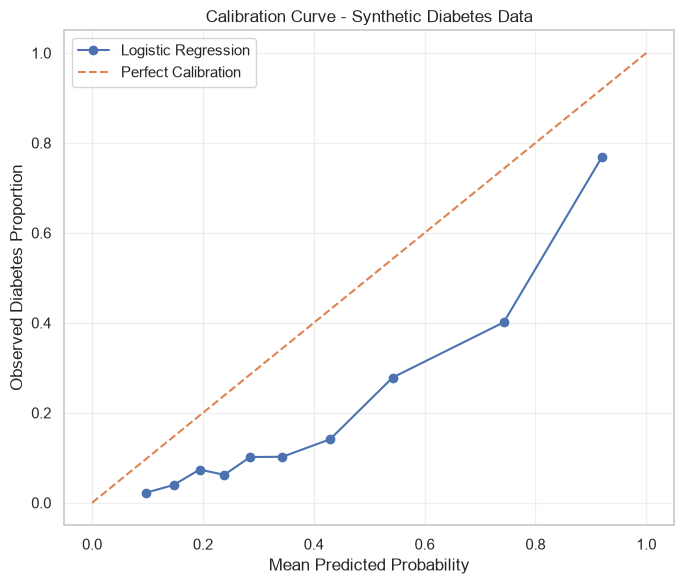 Calibration Curve - Synthetic Diabetes Data
Logistic Regression
Perfect Calibration
Observed Diabetes Proportion
1.0
0.8
0.6
0.4
0.2
0.0
0.0 0.2 0.4 0.6 0.8 1.0
Mean Predicted Probability